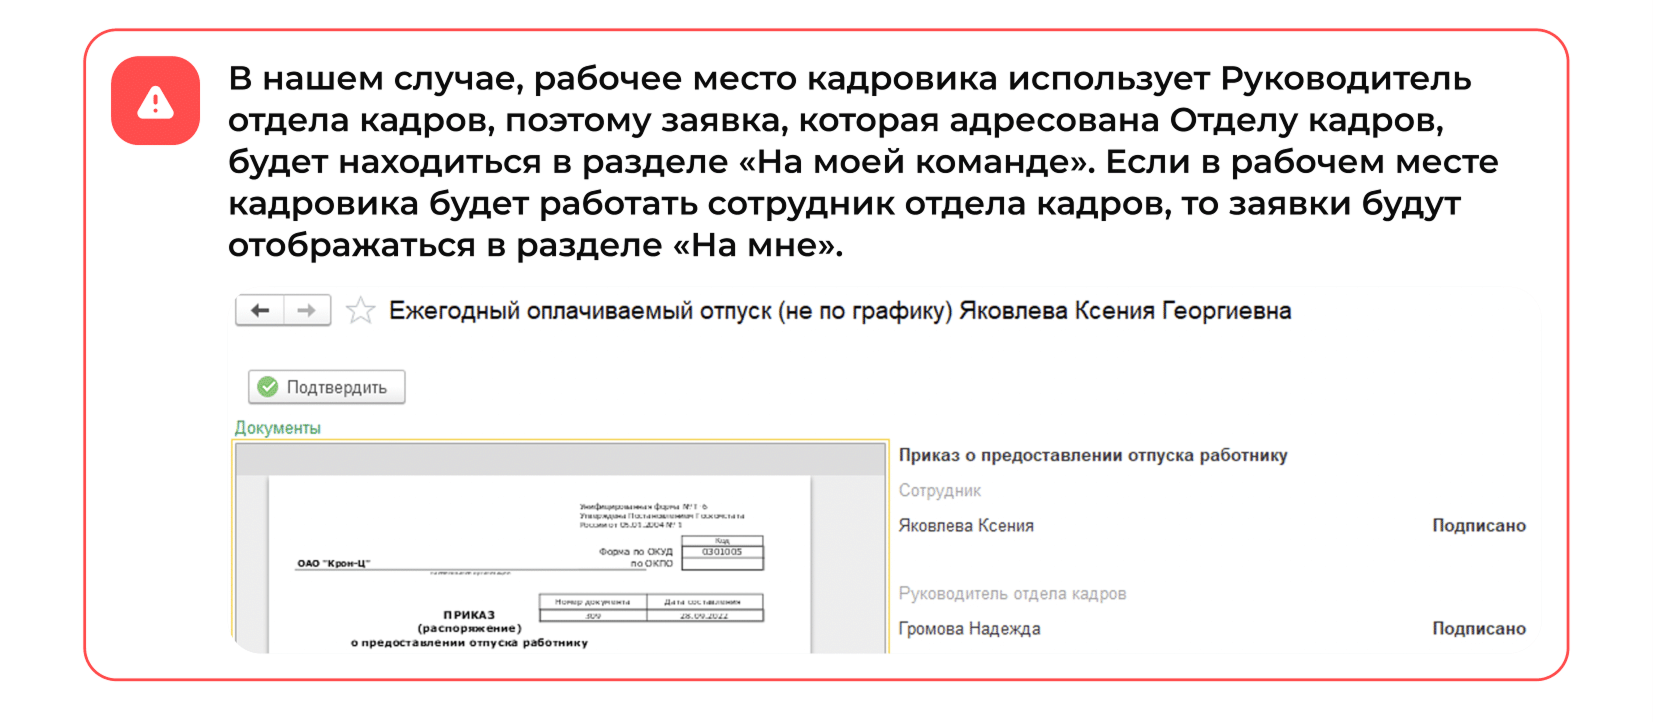 В нашем случае, рабочее место кадровика использует Руководитель
отдела кадров, поэтому заявка, которая адресована Отделу кадров,
будет находиться в разделе «На моей команде». Если в рабочем месте
кадровика будет работать сотрудник отдела кадров, то заявки будут
отображаться в разделе «На мне».
Ежегодный оплачиваемый отпуск (не по графику) Яковлева Ксения Георгиевна
Подтвердить
Документы
Унифицированная форма № Т-6
Утверждена Постановлением Госкомстата
России от 05.01.2004 № 1
Код
Форма по ОКУД 0301005
ОАО "Крон-Ц" по ОКПО
наименование организации
Номер документа Дата составления
ПРИКАЗ 309 28.09.2022
(распоряжение)
о предоставлении отпуска работнику
Приказ о предоставлении отпуска работнику
Сотрудник
Яковлева Ксения Подписано
Руководитель отдела кадров
Громова Надежда Подписано